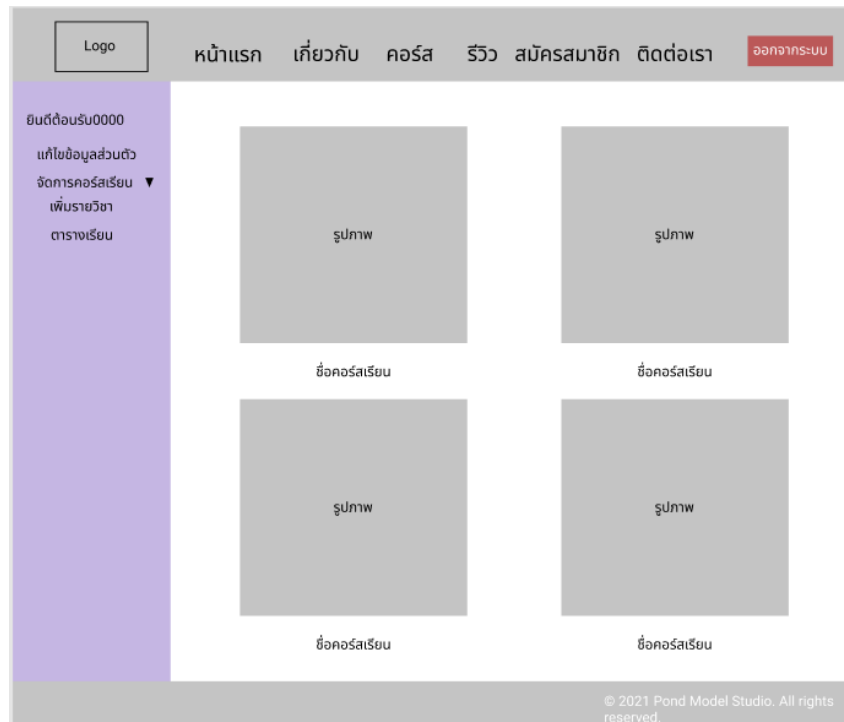 Logo
หน้าแรก เกี่ยวกับ คอร์ส รีวิว สมัครสมาชิก ติดต่อเรา ออกจากระบบ
ยินดีต้อนรับ0000
แก้ไขข้อมูลส่วนตัว
จัดการคอร์สเรียน ▼
เพิ่มรายวิชา
ตารางเรียน
รูปภาพ รูปภาพ
ชื่อคอร์สเรียน ชื่อคอร์สเรียน
รูปภาพ รูปภาพ
ชื่อคอร์สเรียน ชื่อคอร์สเรียน
© 2021 Pond Model Studio. All rights
reserved.